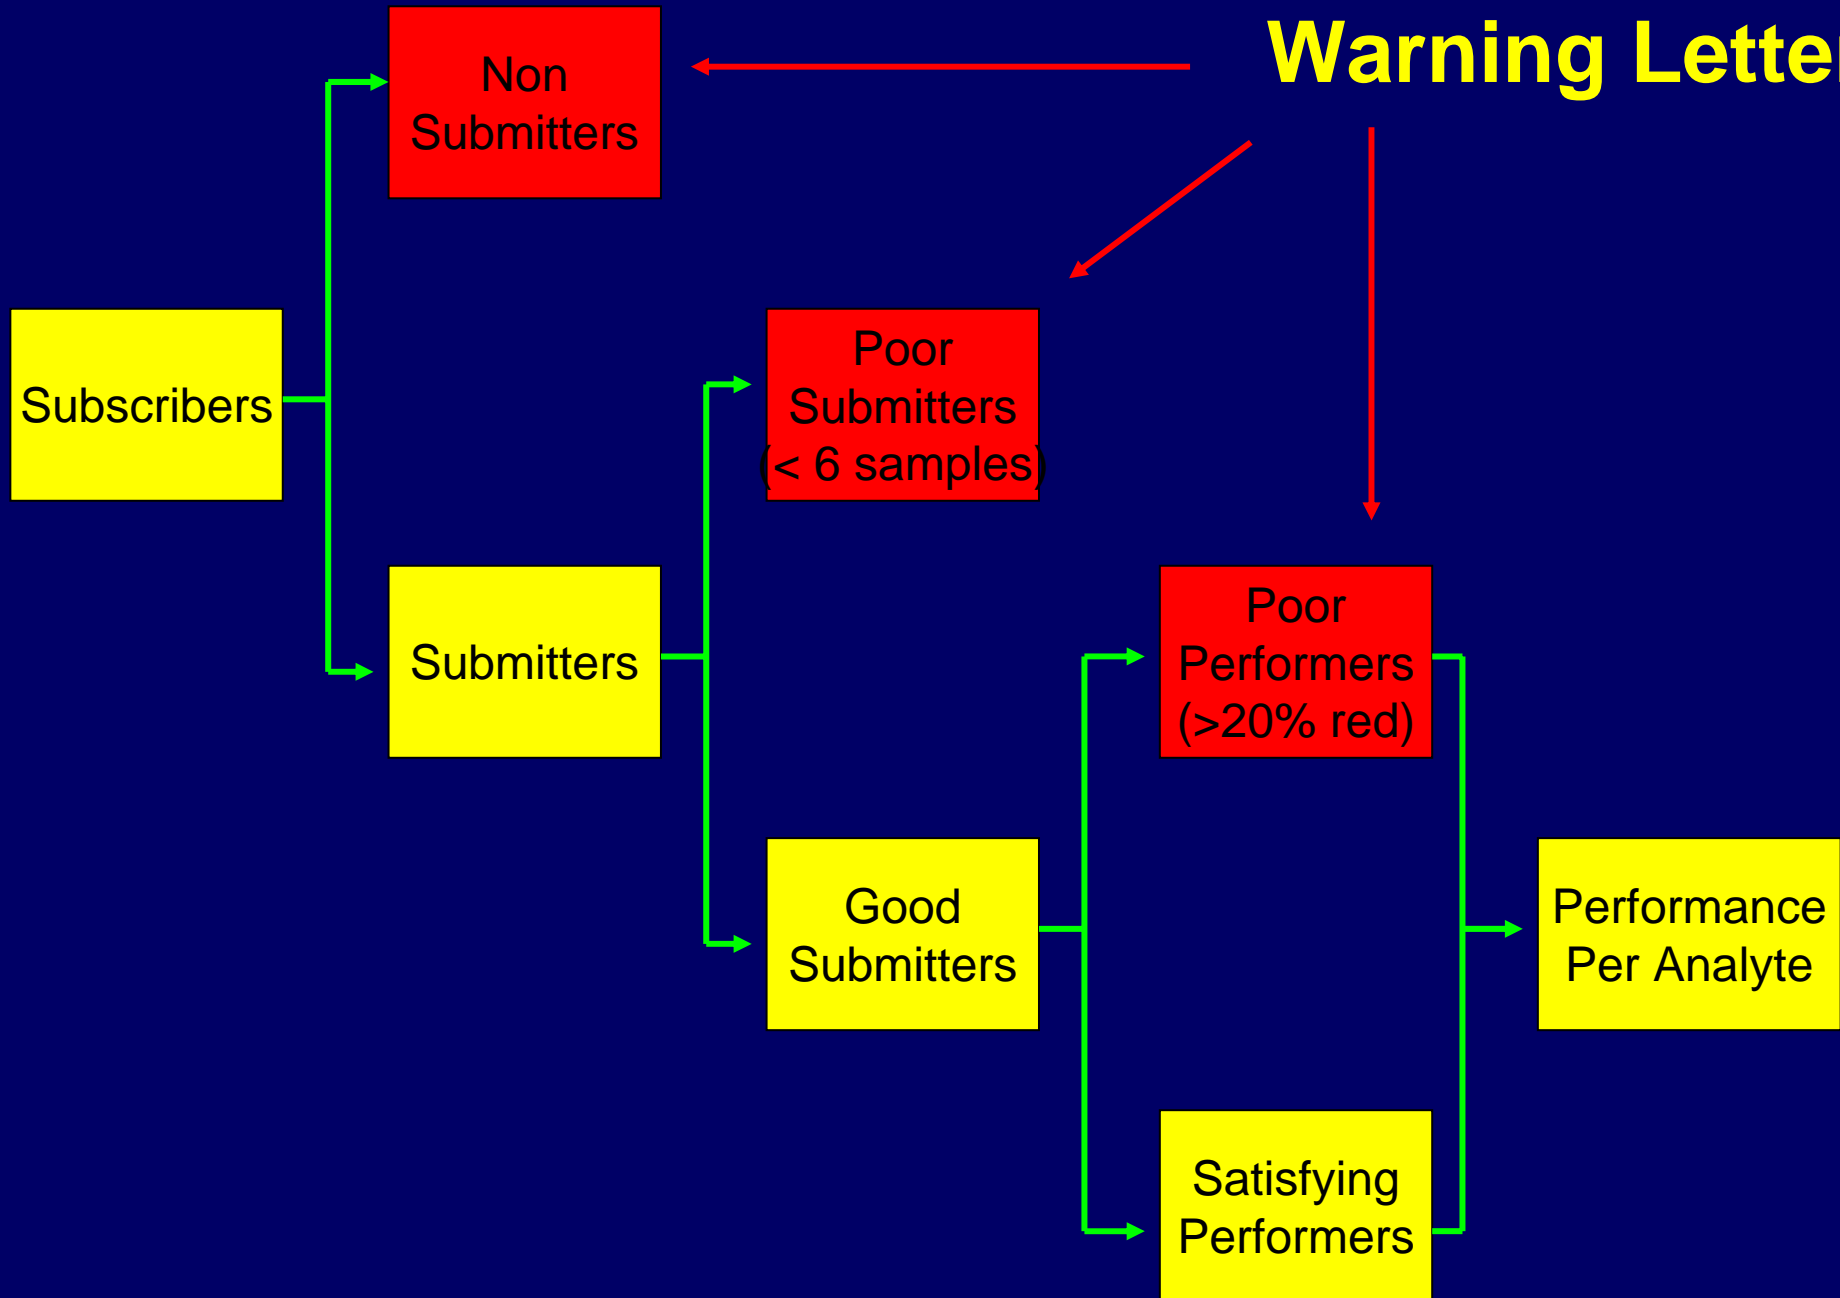 Warning Letter
Non
Submitters
Subscribers
Poor
Submitters
(< 6 samples)
Submitters
Poor
Performers
(>20% red)
Good
Submitters
Performance
Per Analyte
Satisfying
Performers